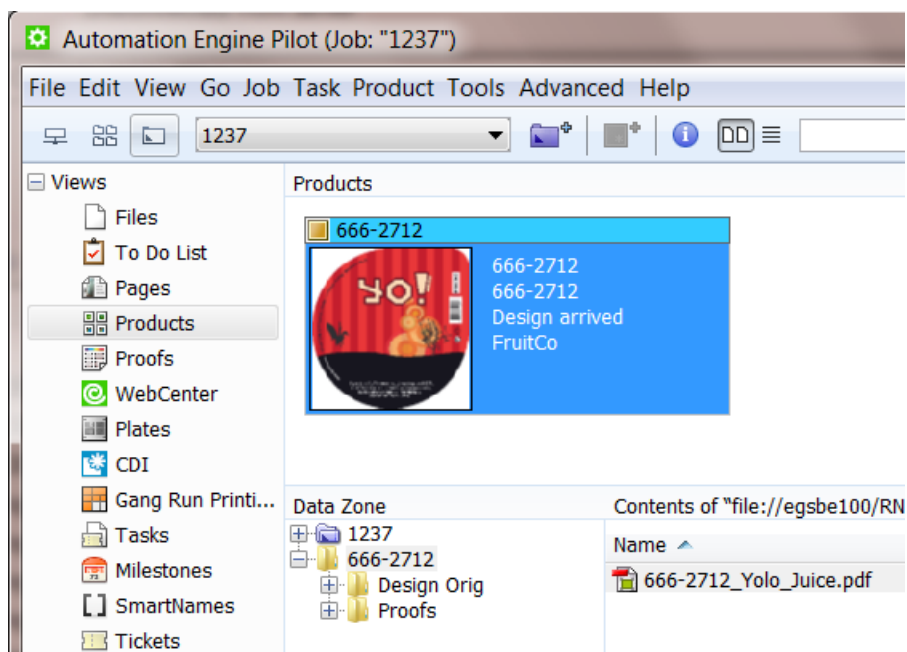 Automation Engine Pilot (Job: "1237")
File Edit View Go Job Task Product Tools Advanced Help
1237
Views
Files
To Do List
Pages
Products
Proofs
WebCenter
Plates
CDI
Gang Run Printi...
Tasks
Milestones
SmartNames
Tickets
Products
666-2712
YO!
666-2712
666-2712
Design arrived
FruitCo
Data Zone
1237
666-2712
Design Orig
Proofs
Contents of "file://egsbe100/RN
Name
666-2712_Yolo_Juice.pdf